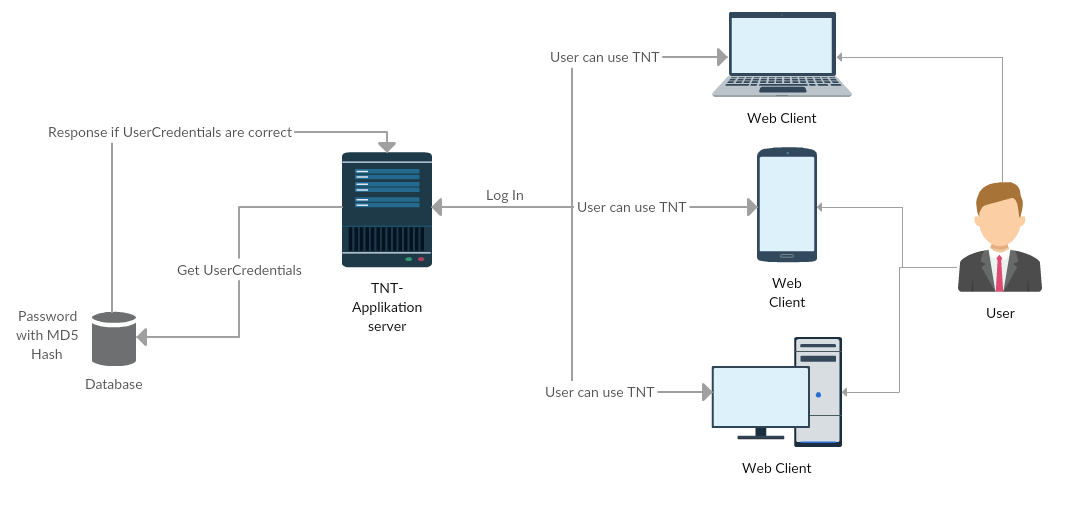 User can use TNT
Web Client
Response if UserCredentials are correct
Log In
User can use TNT
Get UserCredentials
TNT-
Applikation
server
Web
Client
User
Password
with MD5
Hash
Database
User can use TNT
Web Client